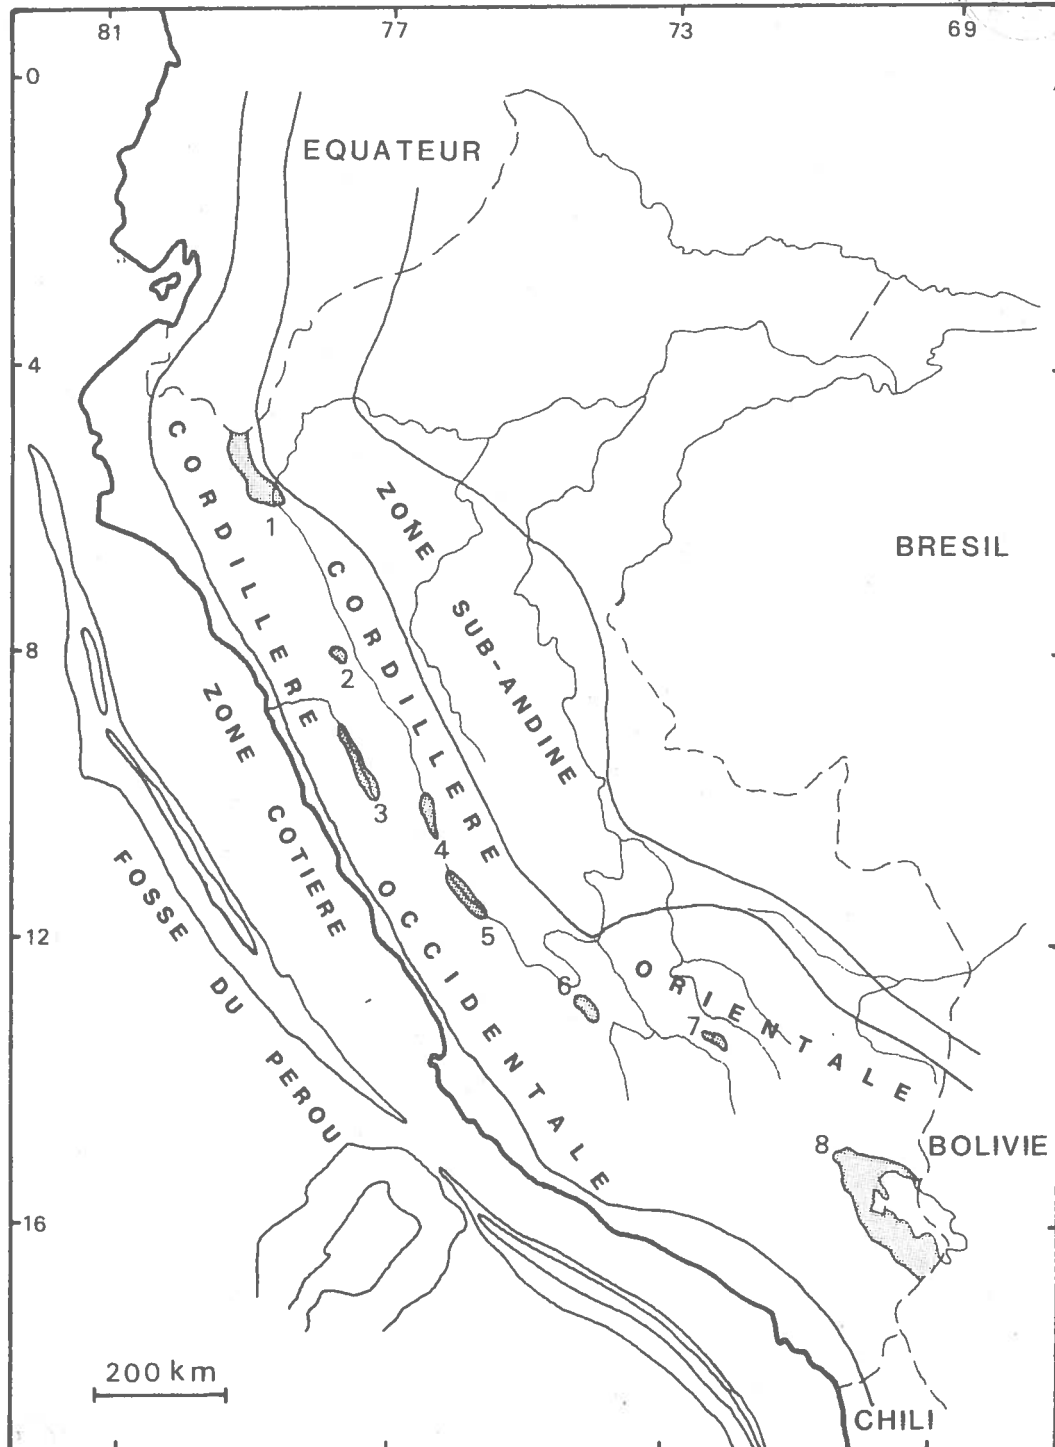 81 77 73 69
0
EQUATEUR
4
CORDILLERE
1
ZONE
SUB-ANDINE
BRESIL
CORDILLERE
8
2
ZONE
COTIERE
3
4
FOSSE DU PEROU
OCCIDENTALE
5
12
6
ORIENTALE
7
8
BOLIVIE
16
200 km
CHILI